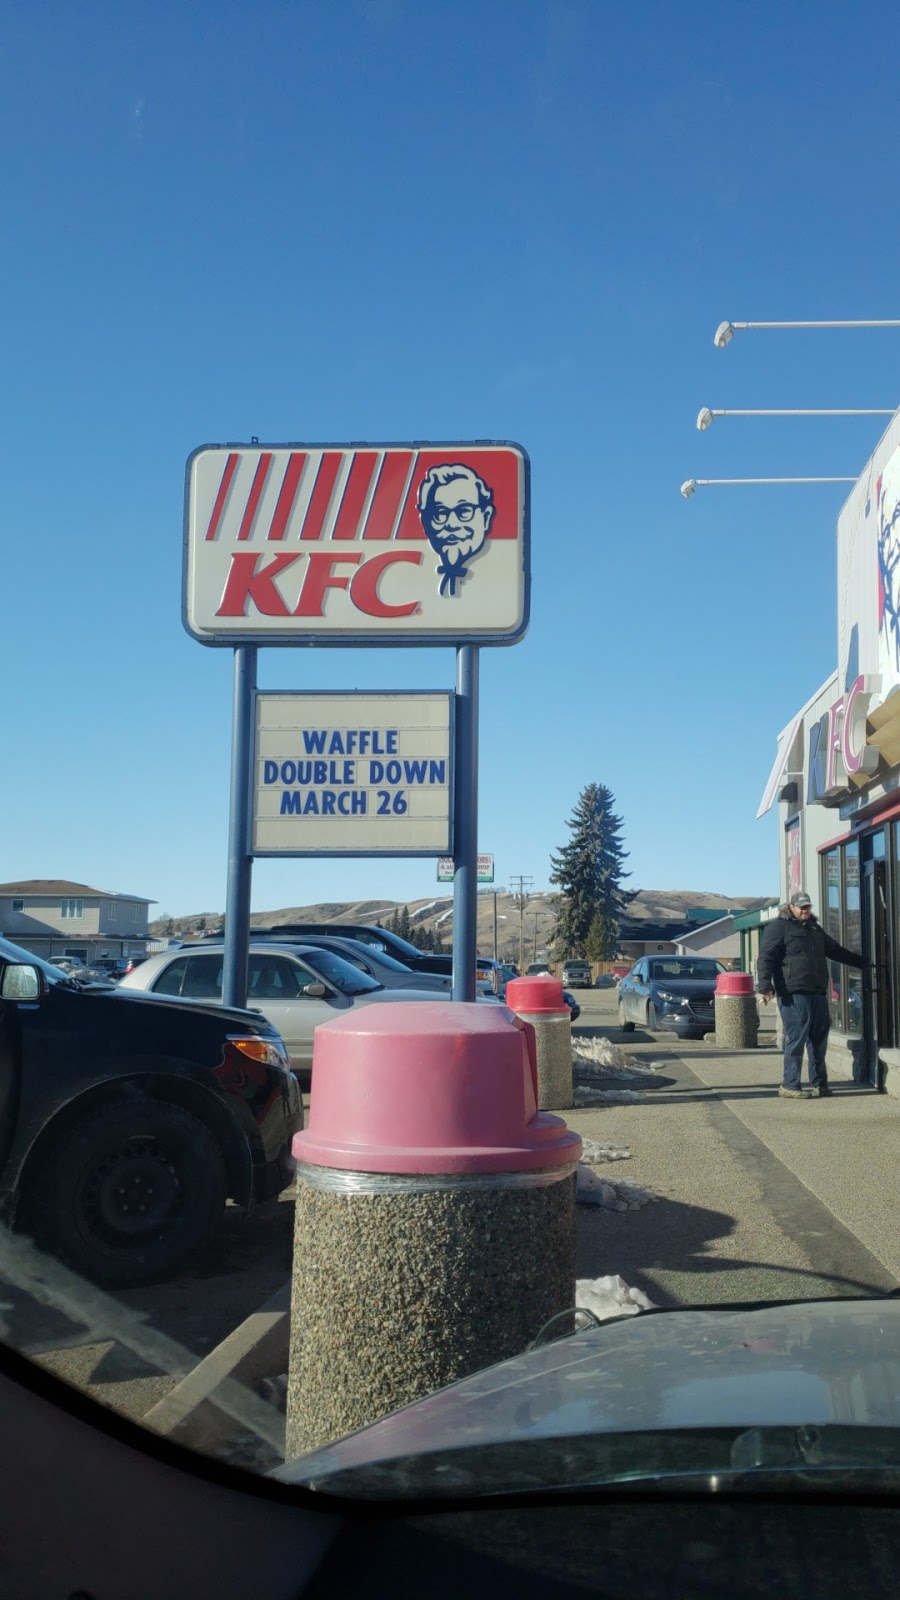 KFC
WAFFLE
DOUBLE DOWN
MARCH 26
KFC